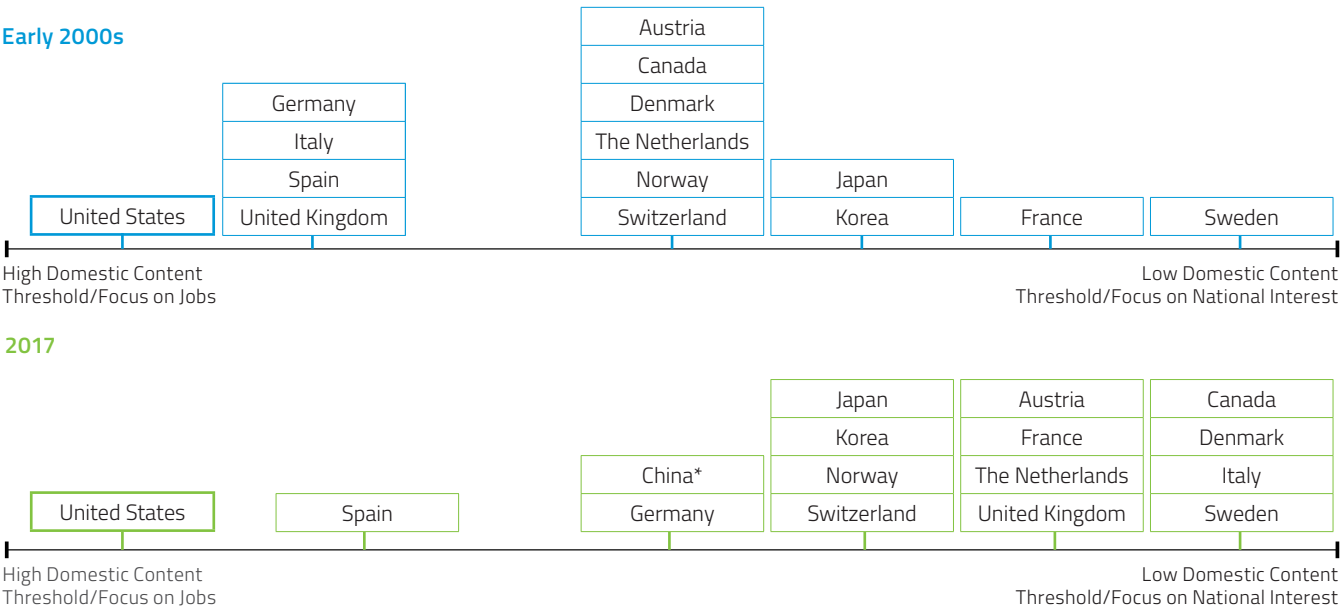 Early 2000s
United States
Germany
Italy
Spain
United Kingdom
Austria
Canada
Denmark
The Netherlands
Norway
Switzerland
Japan
Korea
France
Sweden
High Domestic Content
Threshold/Focus on Jobs
Low Domestic Content
Threshold/Focus on National Interest
2017
United States
Spain
China*
Germany
Japan
Korea
Norway
Switzerland
Austria
France
The Netherlands
United Kingdom
Canada
Denmark
Italy
Sweden
High Domestic Content
Threshold/Focus on Jobs
Low Domestic Content
Threshold/Focus on National Interest